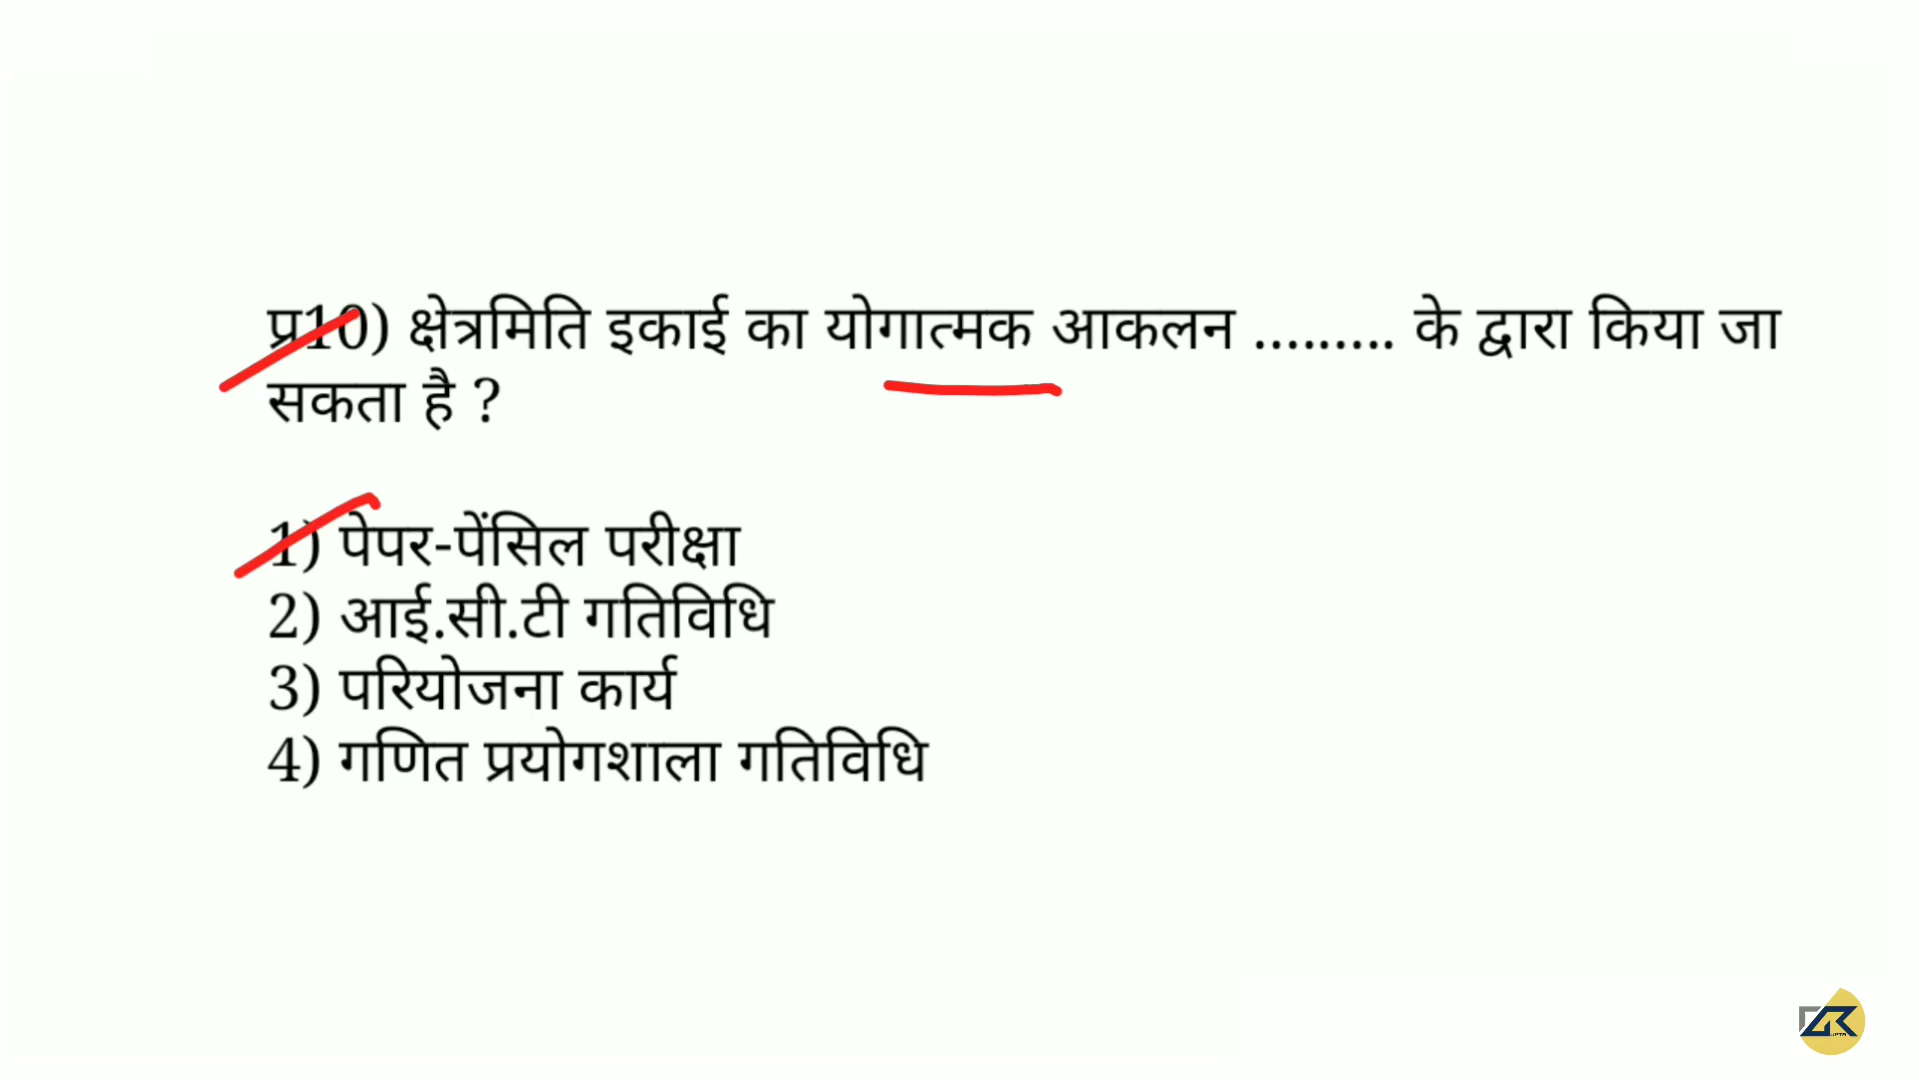 प्र10) क्षेत्रमिति इकाई का योगात्मक आकलन ......... के द्वारा किया जा
सकता है ?
1) पेपर-पेंसिल परीक्षा
2) आई.सी.टी गतिविधि
3) परियोजना कार्य
4) गणित प्रयोगशाला गतिविधि